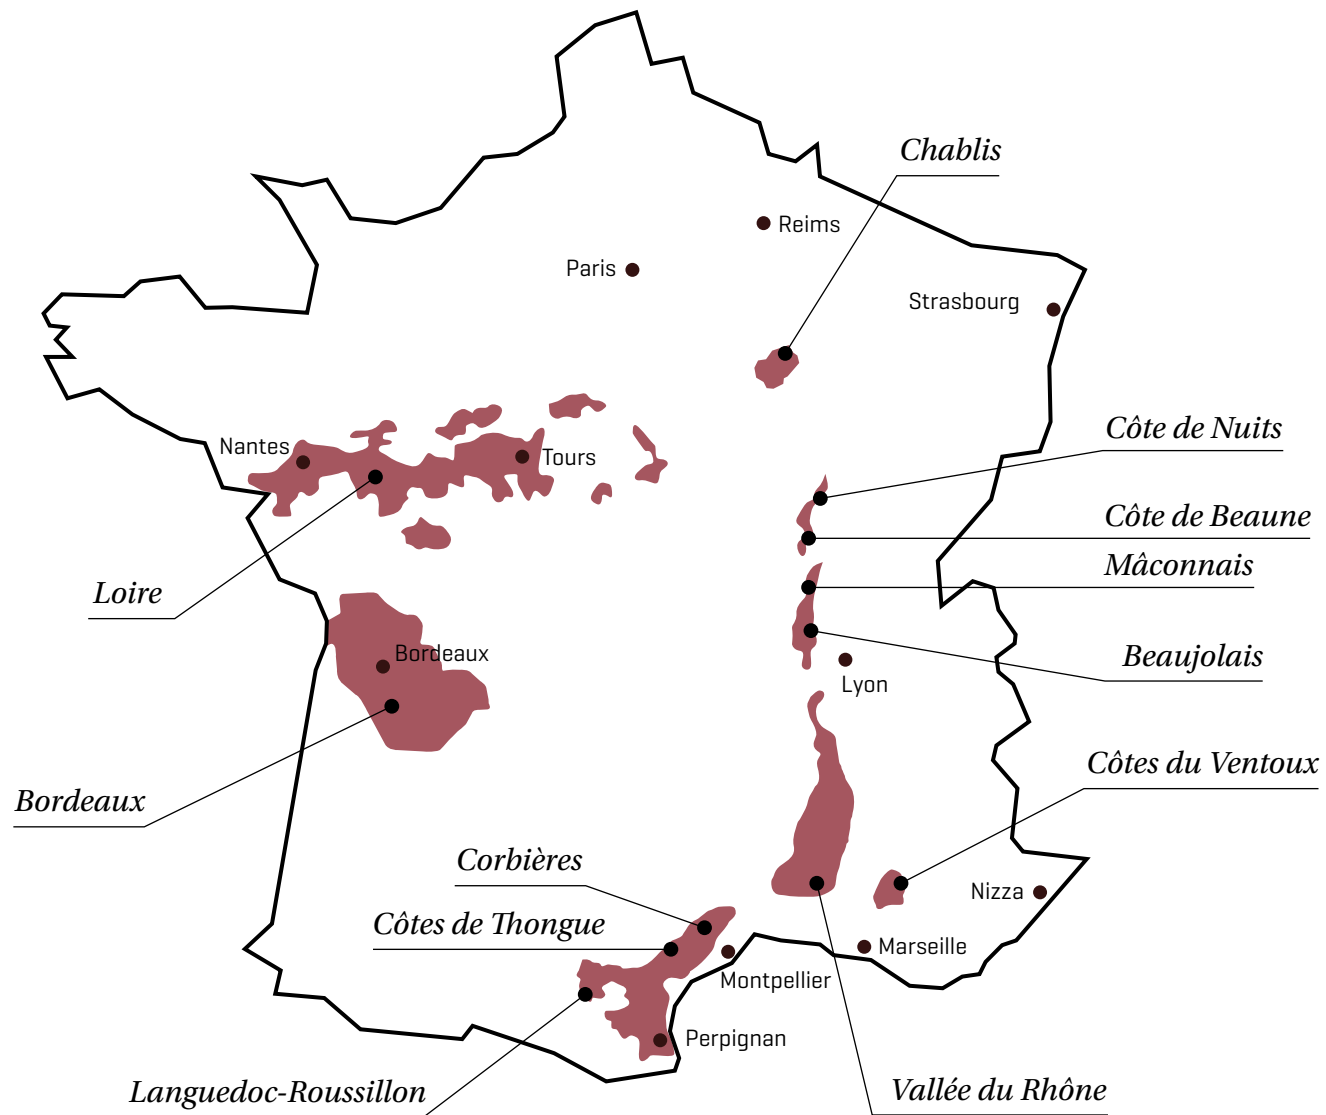 Chablis
Reims
Paris
Strasbourg
Côte de Nuits
Nantes
Tours
Côte de Beaune
Mâconnais
Loire
Bordeaux
Beaujolais
Lyon
Côtes du Ventoux
Bordeaux
Corbières
Nizza
Côtes de Thongue
Marseille
Montpellier
Perpignan
Languedoc-Roussillon
Vallée du Rhône